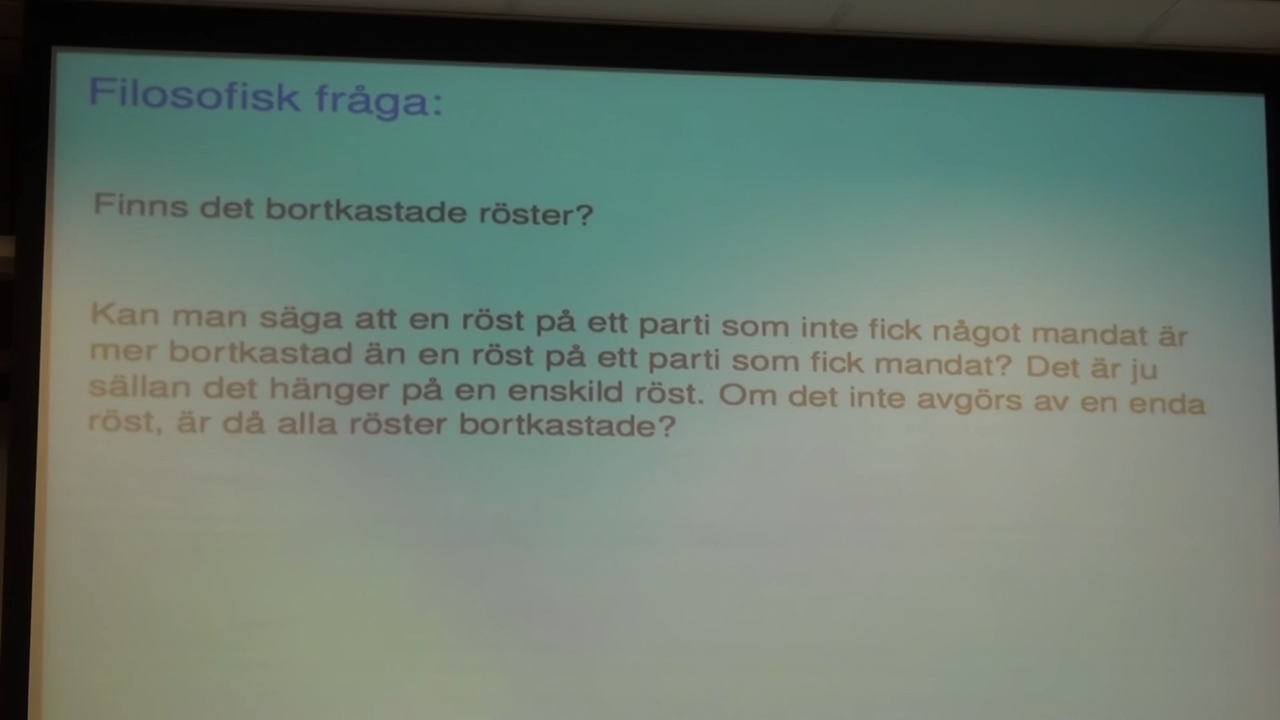 Filosofisk fråga:
Finns det bortkastade röster?
Kan man säga att en röst på ett parti som inte fick något mandat är
mer bortkastad än en röst på ett parti som fick mandat? Det är ju
sällan det hänger på en enskild röst. Om det inte avgörs av en enda
röst, är då alla röster bortkastade?